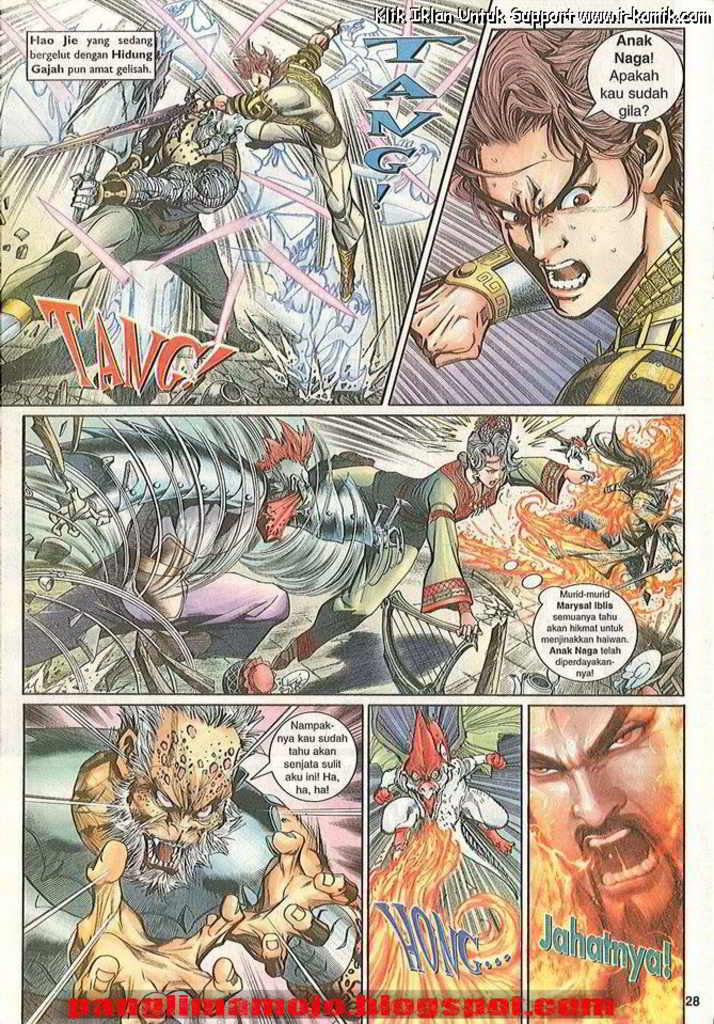 Klik Iklan Untuk Support www.i-komik.com
Hao Jie yang sedang
bergelut dengan Hidung
Gajah pun amat gelisah.
TANG
TANG!
TANG!
Anak
Naga!
Apakah
kau sudah
gila?
Murid-murid
Marysal Iblis
semuanya tahu
akan hikmat untuk
menjinakkan haiwan.
Anak Naga telah
diperdayakan-
nya!
Nampak-
nya kau sudah
tahu akan
senjata sulit
aku ini! Ha,
ha, ha!
HONG...
Jahatnya!
panglimamojo.blogspot.com
28